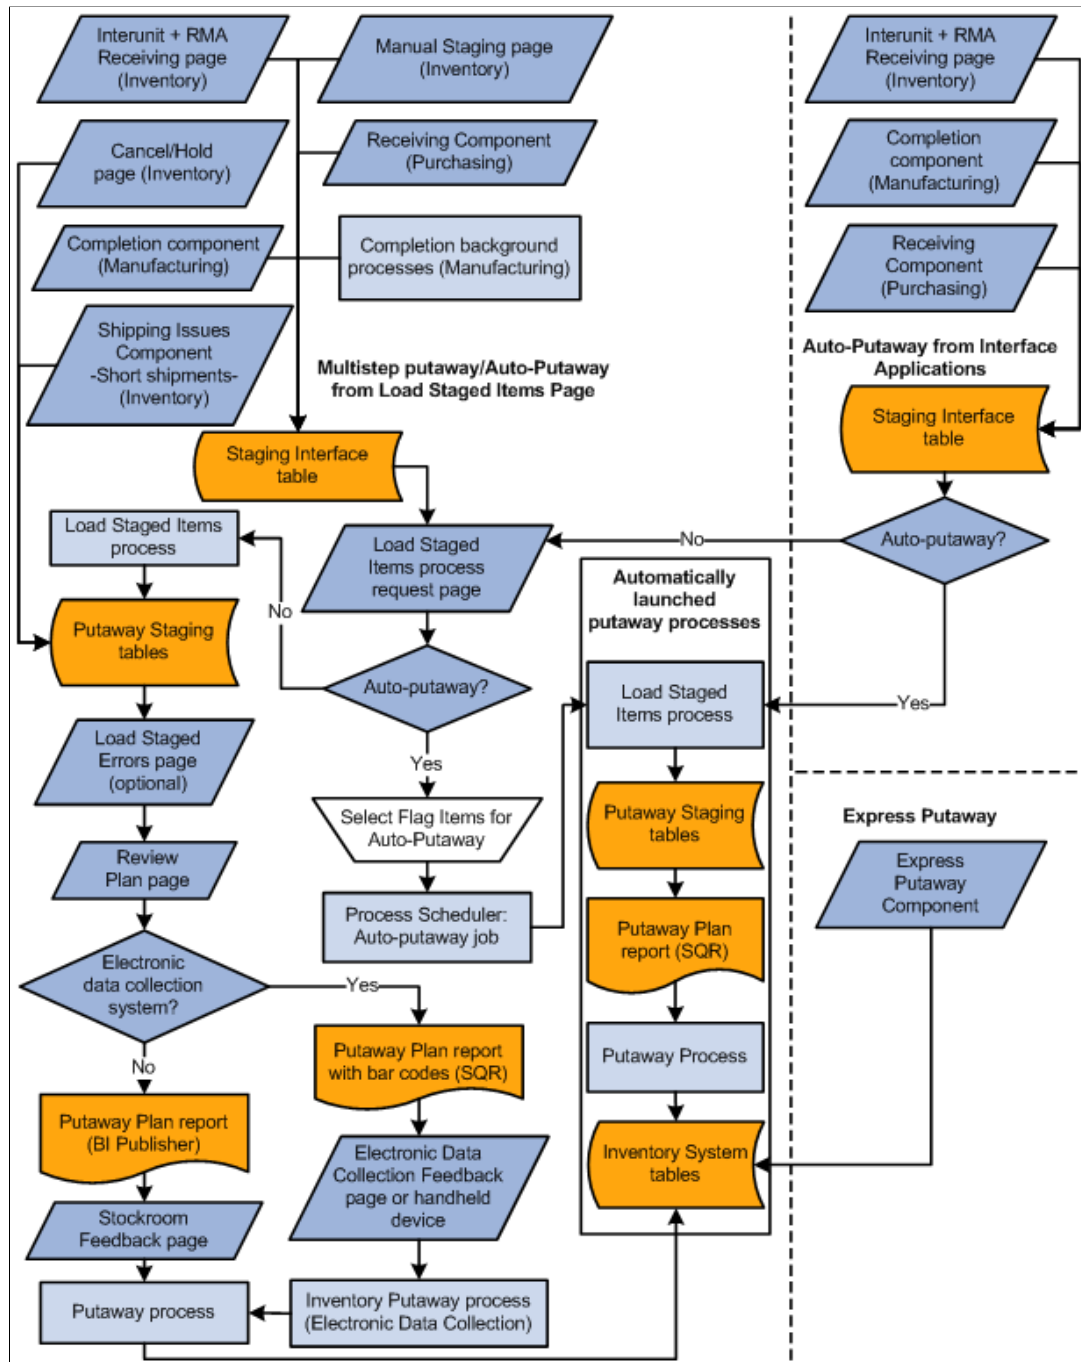 Interunit + RMA
Receiving page
(Inventory)
Manual Staging page
(Inventory)
Cancel/Hold
page (Inventory)
Receiving Component
(Purchasing)
Completion component
(Manufacturing)
Completion background
processes (Manufacturing)
Shipping Issues
Component
-Short shipments-
(Inventory)
Multistep putaway/Auto-Putaway
from Load Staged Items Page
Staging Interface
table
Load Staged Items
process
Load Staged
Items process
request page
No
Putaway Staging
tables
Auto-putaway?
Load Staged
Errors page
(optional)
Yes
Select Flag Items for
Auto-Putaway
Review
Plan page
Process Scheduler:
Auto-putaway job
Electronic
data collection
system?
Yes
No
Putaway Plan report
with bar codes (SQR)
Putaway Plan report
(BI Publisher)
Electronic Data
Collection Feedback
page or handheld
device
Stockroom
Feedback page
Putaway process
Inventory Putaway process
(Electronic Data Collection)
Automatically
launched
putaway processes
Load Staged
Items process
Putaway Staging
tables
Putaway Plan
report (SQR)
Putaway Process
Inventory System
tables
Interunit + RMA
Receiving page
(Inventory)
Completion
component
(Manufacturing)
Receiving
Component
(Purchasing)
Auto-Putaway from Interface
Applications
Staging Interface
table
Auto-putaway?
No
Yes
Express Putaway
Express
Putaway
Component